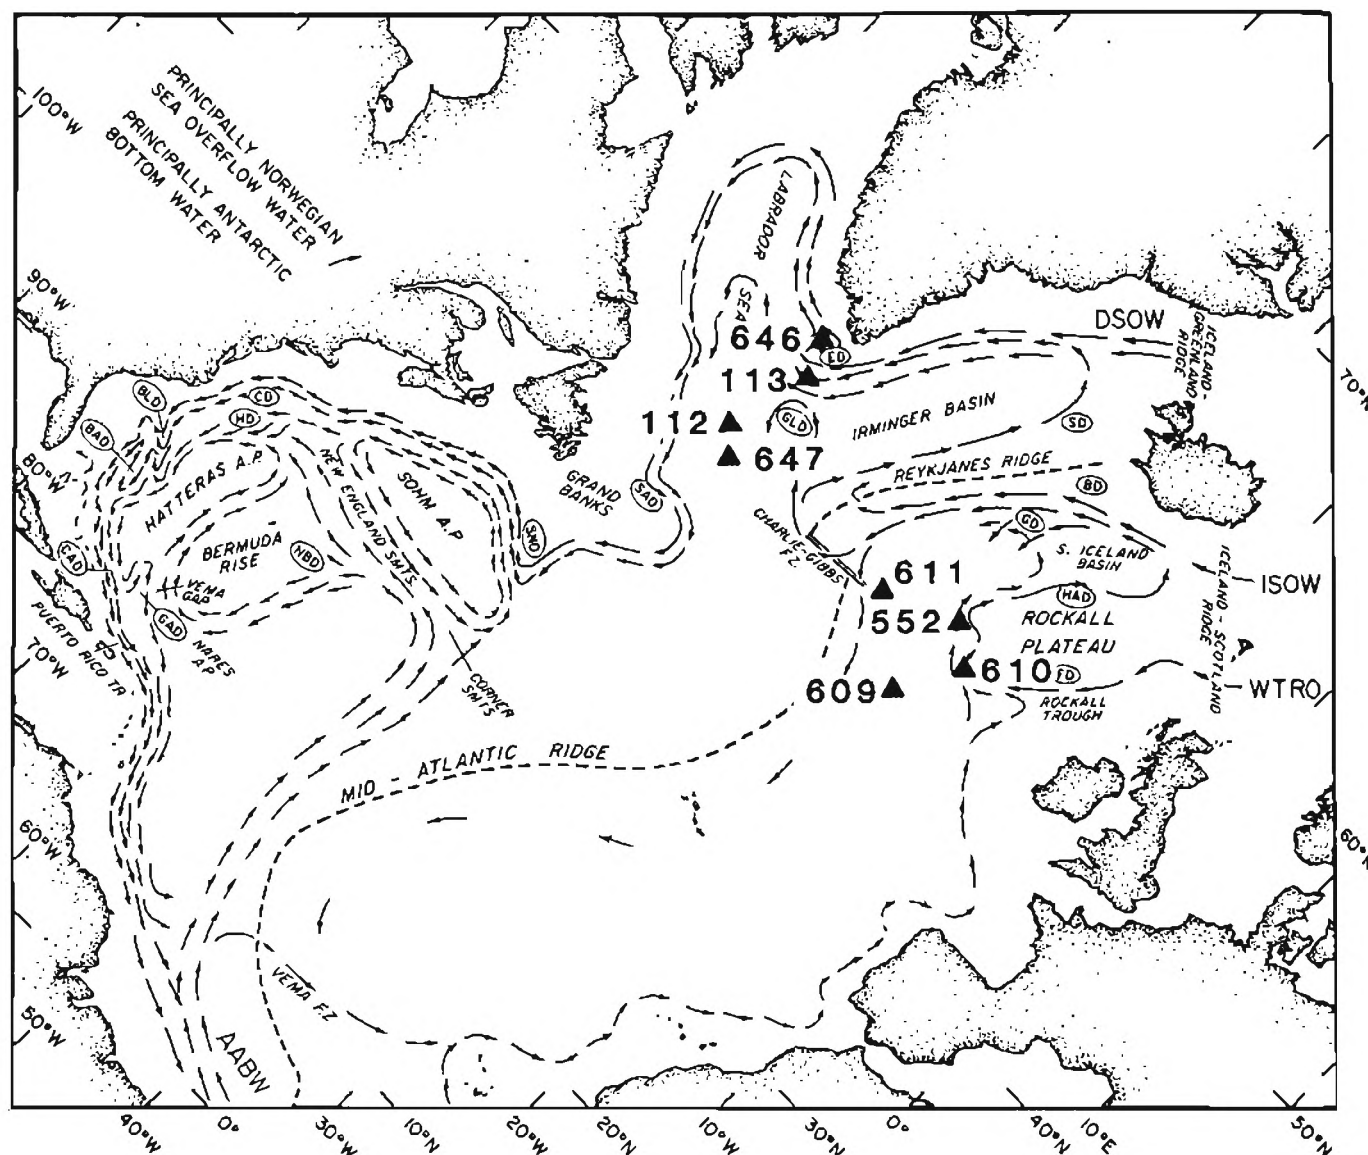 100°W
PRINCIPALLY NORWEGIAN
SEA OVERFLOW WATER
PRINCIPALLY ANTARCTIC
BOTTOM WATER
90°W
LABRADOR
SEA
DSOW
ICELAND-
GREENLAND
RIDGE
70°N
646
ED
113
112
GLD
647
IRMINGER BASIN
SD
REYKJANES RIDGE
BD
GD
S. ICELAND
BASIN
BLD
CD
HD
BAO
80°W
HATTERAS A.P.
NEW ENGLAND SMTS.
SOHM A.P.
GRAND
BANKS
SAD
SND
CHARLIE-GIBBS
F.Z.
BERMUDA
RISE
NBD
CAD
VEMA
GAP
GAD
NARES
A.P.
PUERTO RICO TR.
70°W
CORNER
SMTS
611
552
HAD
ROCKALL
PLATEAU
ICELAND - SCOTLAND
RIDGE
ISOW
610
FD
609
ROCKALL
TROUGH
WTRO
MID - ATLANTIC RIDGE
60°W
60°N
VEMA F.Z.
50°W
AABW
40°W
0°
30°W
10°N
20°W
20°N
10°W
30°N
0°
40°N
10°E
50°N